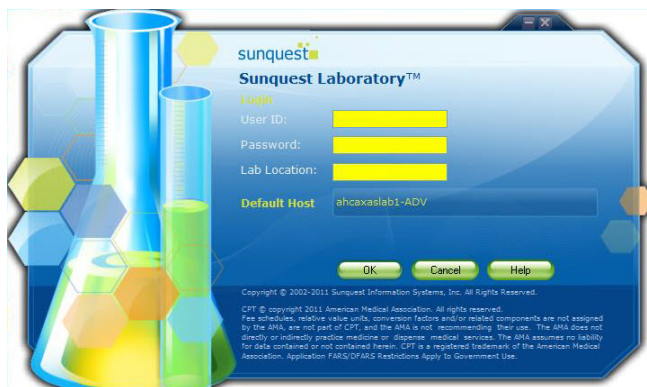 sunquest
Sunquest Laboratory™
Login
User ID:
Password:
Lab Location:
Default Host ahcaxaslab1-ADV
OK Cancel Help
Copyright © 2002-2011 Sunquest Information Systems, Inc. All Rights Reserved.
CPT © copyright 2011 American Medical Association. All rights reserved.
Fee schedules, relative value units, conversion factors and/or related components are not assigned
by the AMA, are not part of CPT, and the AMA is not recommending their use. The AMA does not
directly or indirectly practice medicine or dispense medical services. The AMA assumes no liability
for data contained or not contained herein. CPT is a registered trademark of the American Medical
Association. Application FARS/DFARS Restrictions Apply to Government Use.